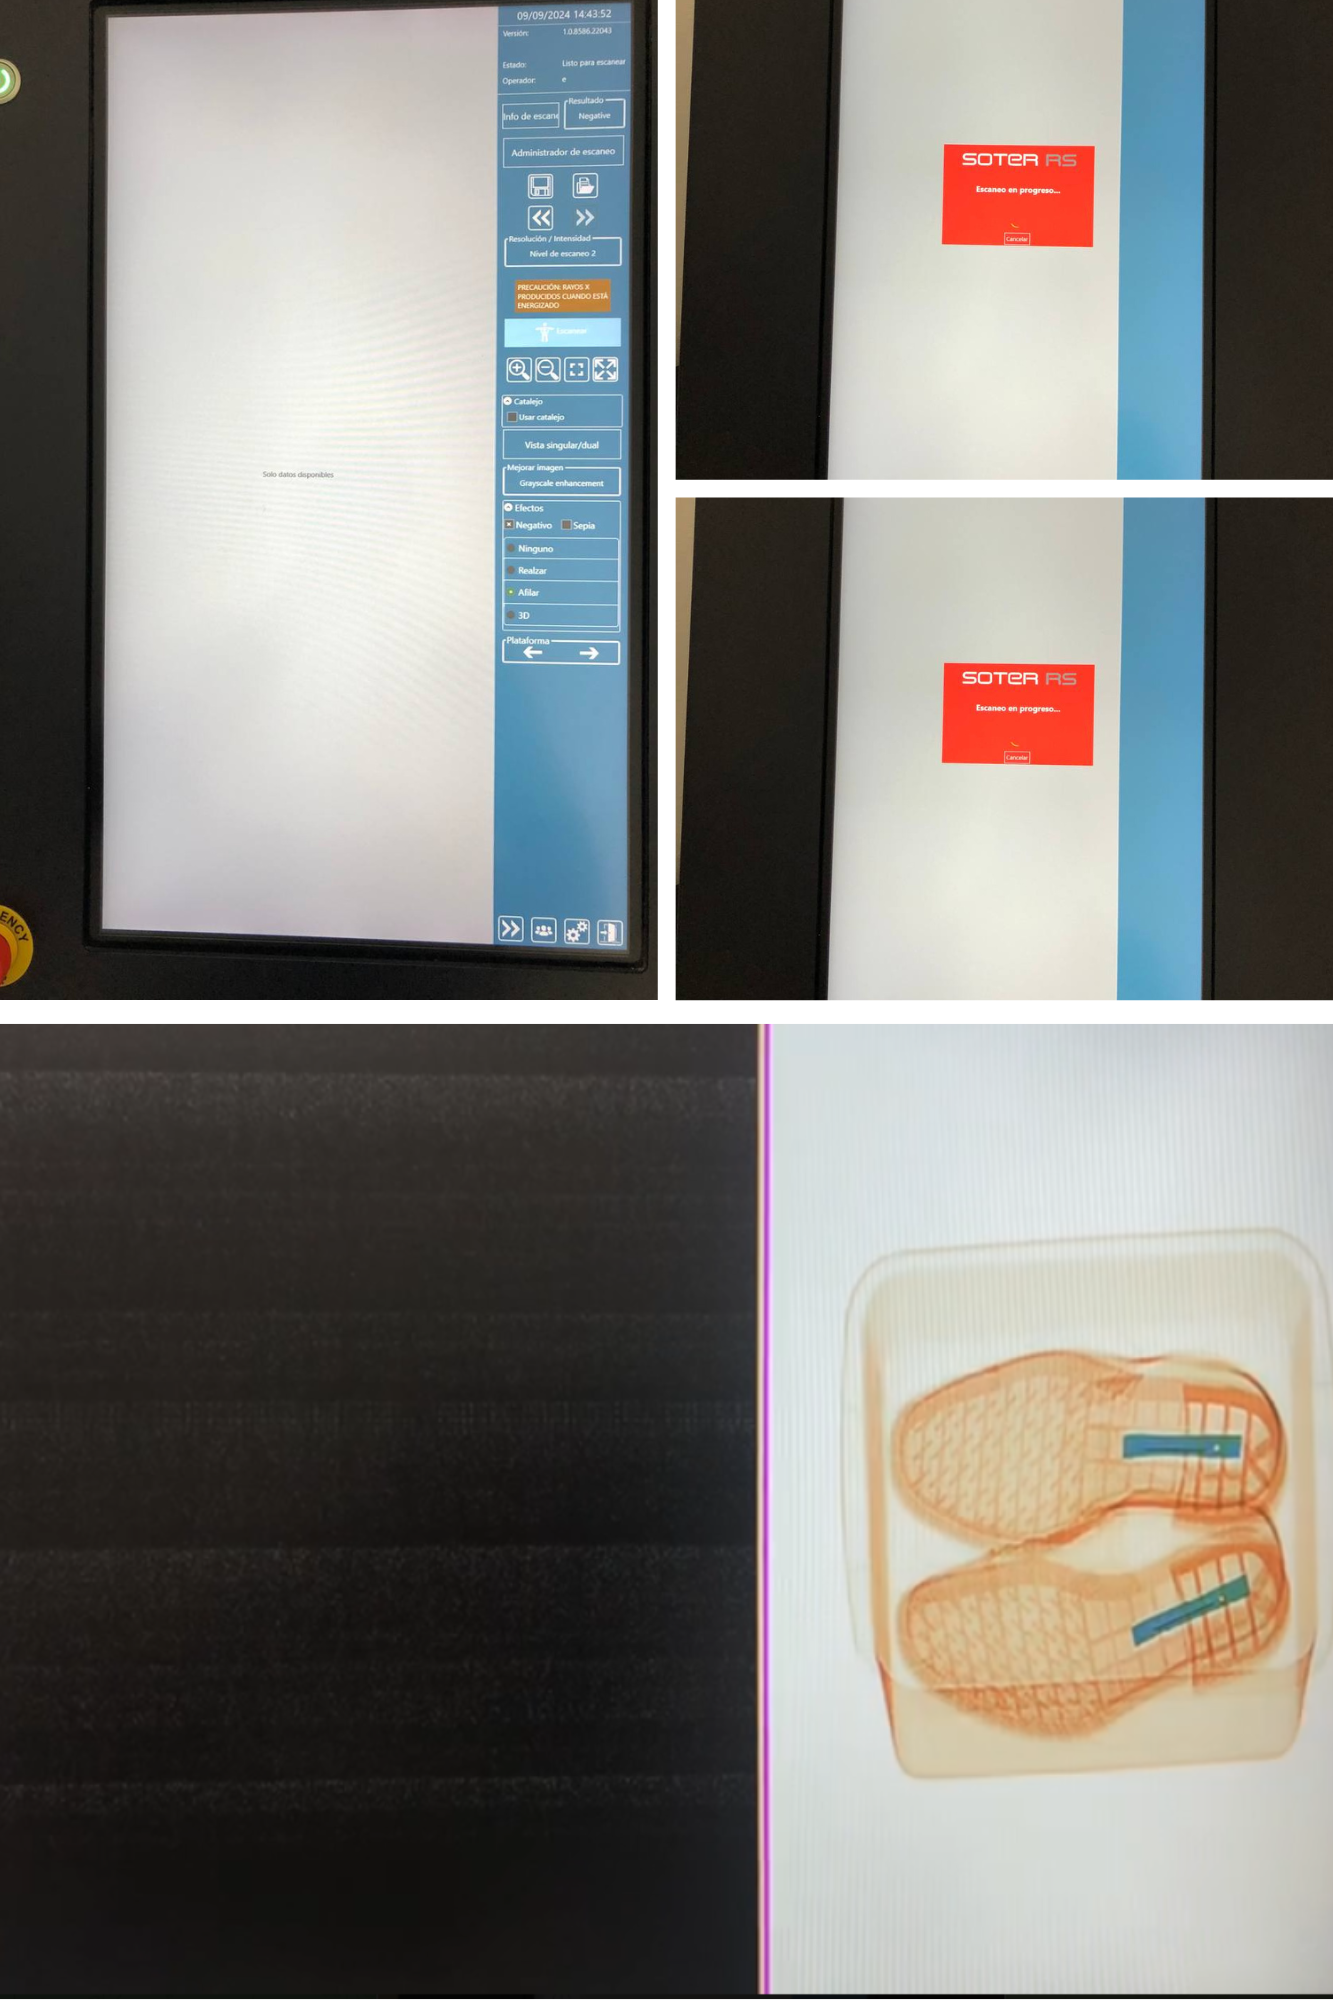 09/09/2024 14:43:52
Versión: 1.0.8586.22043
Estado: Listo para escanear
Operador: e
Info de escane
Resultado
Negative
Administrador de escaneo
Resolución / Intensidad
Nivel de escaneo 2
PRECAUCIÓN: RAYOS X
PRODUCIDOS CUANDO ESTÁ
ENERGIZADO
Escanear
Catalejo
Usar catalejo
Vista singular/dual
Mejorar imagen
Grayscale enhancement
Efectos
Negativo Sepia
Ninguno
Realzar
Afilar
3D
Plataforma
Solo datos disponibles
ENCY
SOTER RS
Escaneo en progreso...
Cancelar
SOTER RS
Escaneo en progreso...
Cancelar